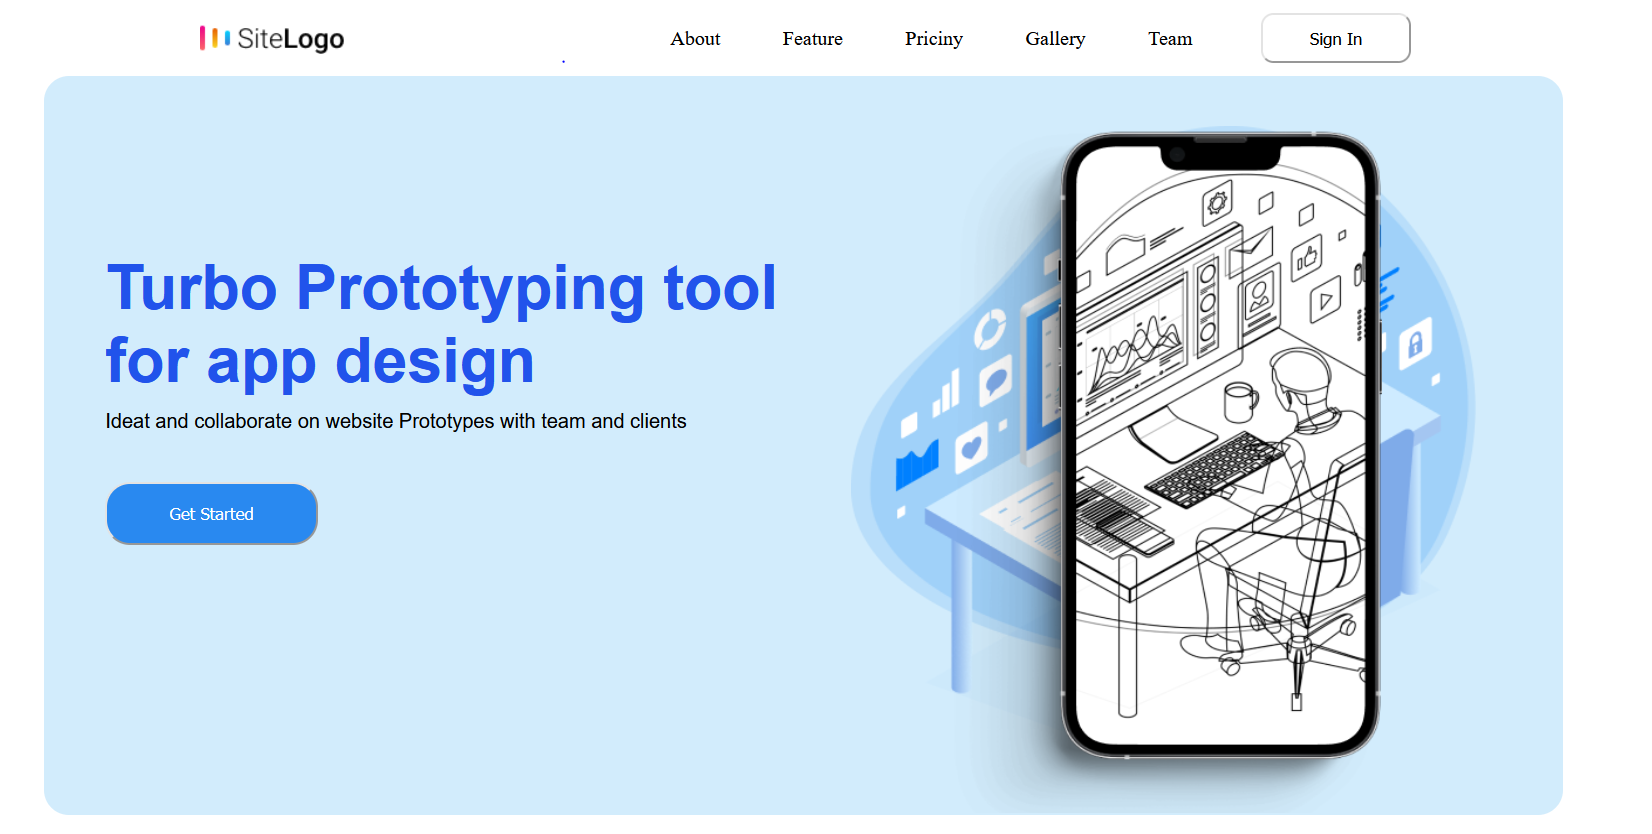 SiteLogo
About
Feature
Priciny
Gallery
Team
Sign In
Turbo Prototyping tool
for app design
Ideat and collaborate on website Prototypes with team and clients
Get Started